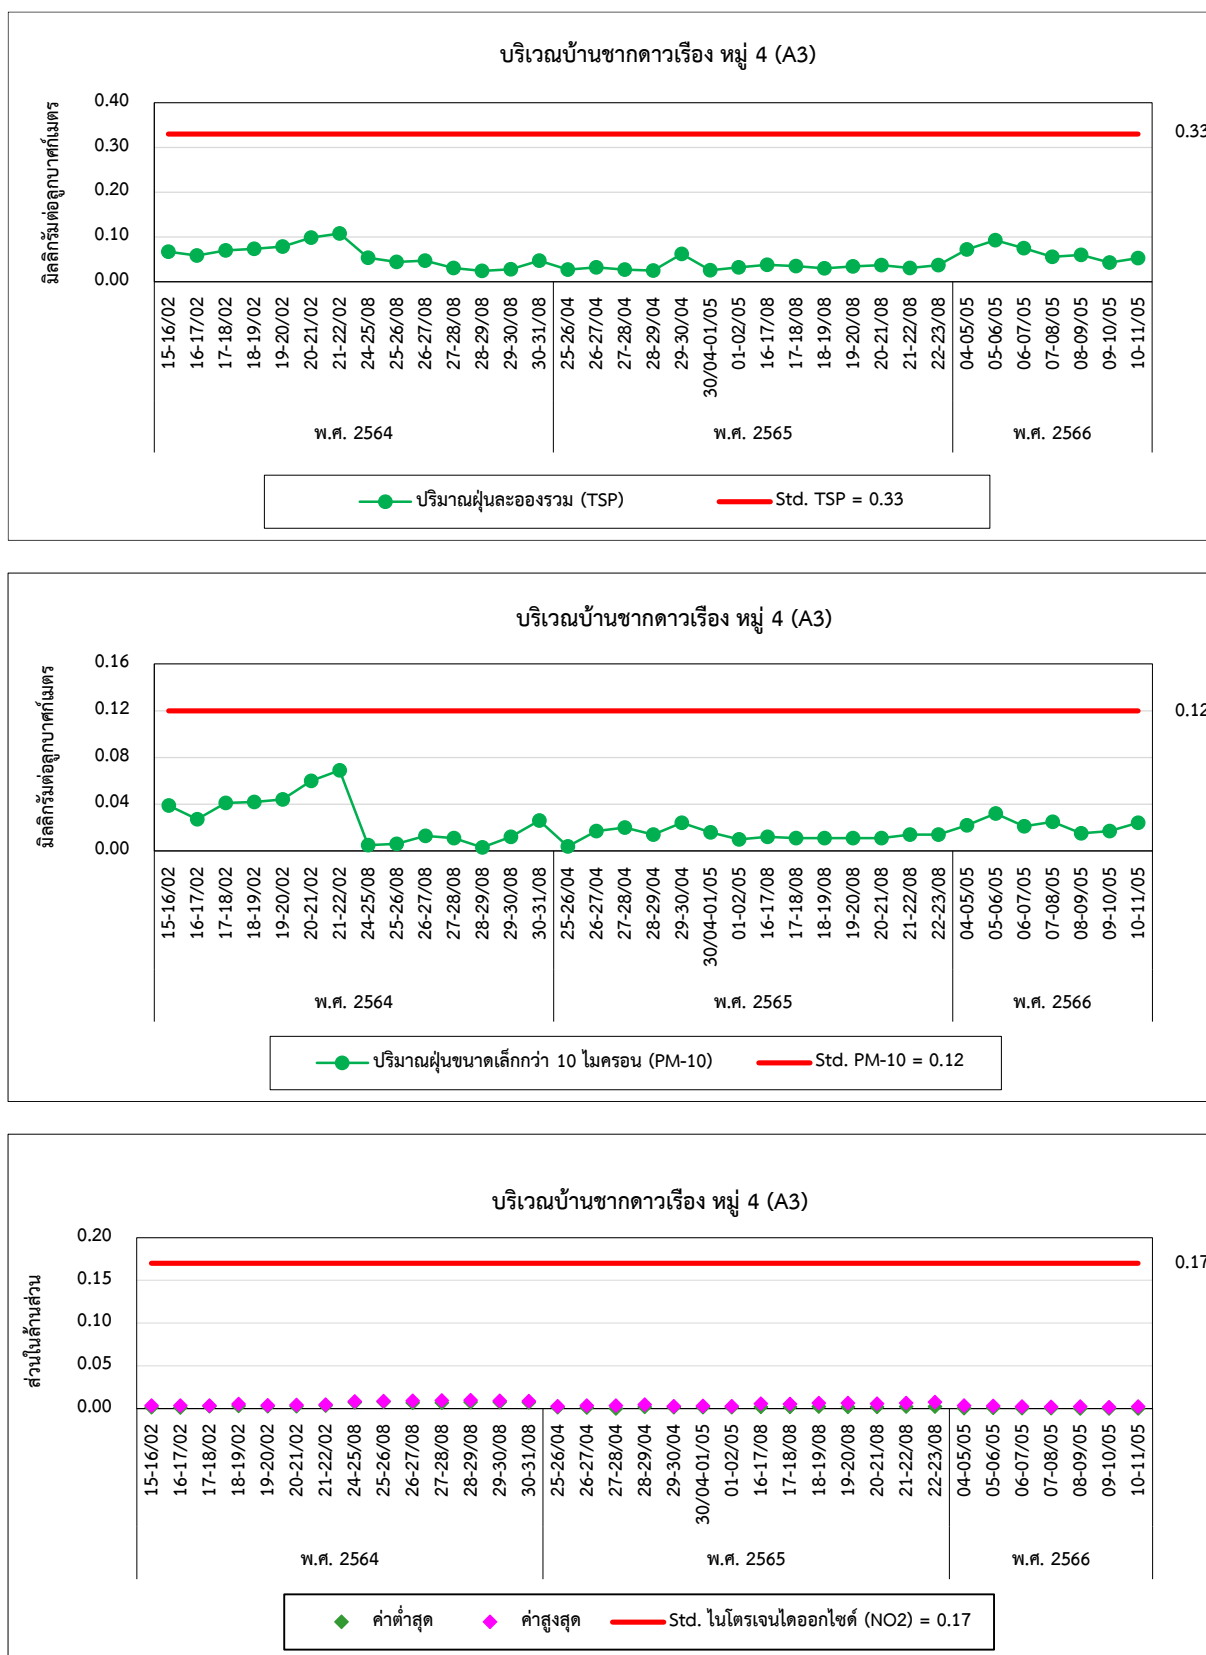 บริเวณบ้านชากดาวเรือง หมู่ 4 (A3)
มิลลิกรัมต่อลูกบาศก์เมตร
0.40
0.30
0.20
0.10
0.00
0.33
15-16/02 16-17/02 17-18/02 18-19/02 19-20/02 20-21/02 21-22/02 24-25/08 25-26/08 26-27/08 27-28/08 28-29/08 29-30/08 30-31/08 25-26/04 26-27/04 27-28/04 28-29/04 29-30/04 30/04-01/05 01-02/05 16-17/08 17-18/08 18-19/08 19-20/08 20-21/08 21-22/08 22-23/08 04-05/05 05-06/05 06-07/05 07-08/05 08-09/05 09-10/05 10-11/05
พ.ศ. 2564 พ.ศ. 2565 พ.ศ. 2566
ปริมาณฝุ่นละอองรวม (TSP) Std. TSP = 0.33
บริเวณบ้านชากดาวเรือง หมู่ 4 (A3)
มิลลิกรัมต่อลูกบาศก์เมตร
0.16
0.12
0.08
0.04
0.00
0.12
15-16/02 16-17/02 17-18/02 18-19/02 19-20/02 20-21/02 21-22/02 24-25/08 25-26/08 26-27/08 27-28/08 28-29/08 29-30/08 30-31/08 25-26/04 26-27/04 27-28/04 28-29/04 29-30/04 30/04-01/05 01-02/05 16-17/08 17-18/08 18-19/08 19-20/08 20-21/08 21-22/08 22-23/08 04-05/05 05-06/05 06-07/05 07-08/05 08-09/05 09-10/05 10-11/05
พ.ศ. 2564 พ.ศ. 2565 พ.ศ. 2566
ปริมาณฝุ่นขนาดเล็กกว่า 10 ไมครอน (PM-10) Std. PM-10 = 0.12
บริเวณบ้านชากดาวเรือง หมู่ 4 (A3)
ส่วนในล้านส่วน
0.20
0.15
0.10
0.05
0.00
0.17
15-16/02 16-17/02 17-18/02 18-19/02 19-20/02 20-21/02 21-22/02 24-25/08 25-26/08 26-27/08 27-28/08 28-29/08 29-30/08 30-31/08 25-26/04 26-27/04 27-28/04 28-29/04 29-30/04 30/04-01/05 01-02/05 16-17/08 17-18/08 18-19/08 19-20/08 20-21/08 21-22/08 22-23/08 04-05/05 05-06/05 06-07/05 07-08/05 08-09/05 09-10/05 10-11/05
พ.ศ. 2564 พ.ศ. 2565 พ.ศ. 2566
ค่าต่ำสุด ค่าสูงสุด Std. ไนโตรเจนไดออกไซด์ (NO2) = 0.17